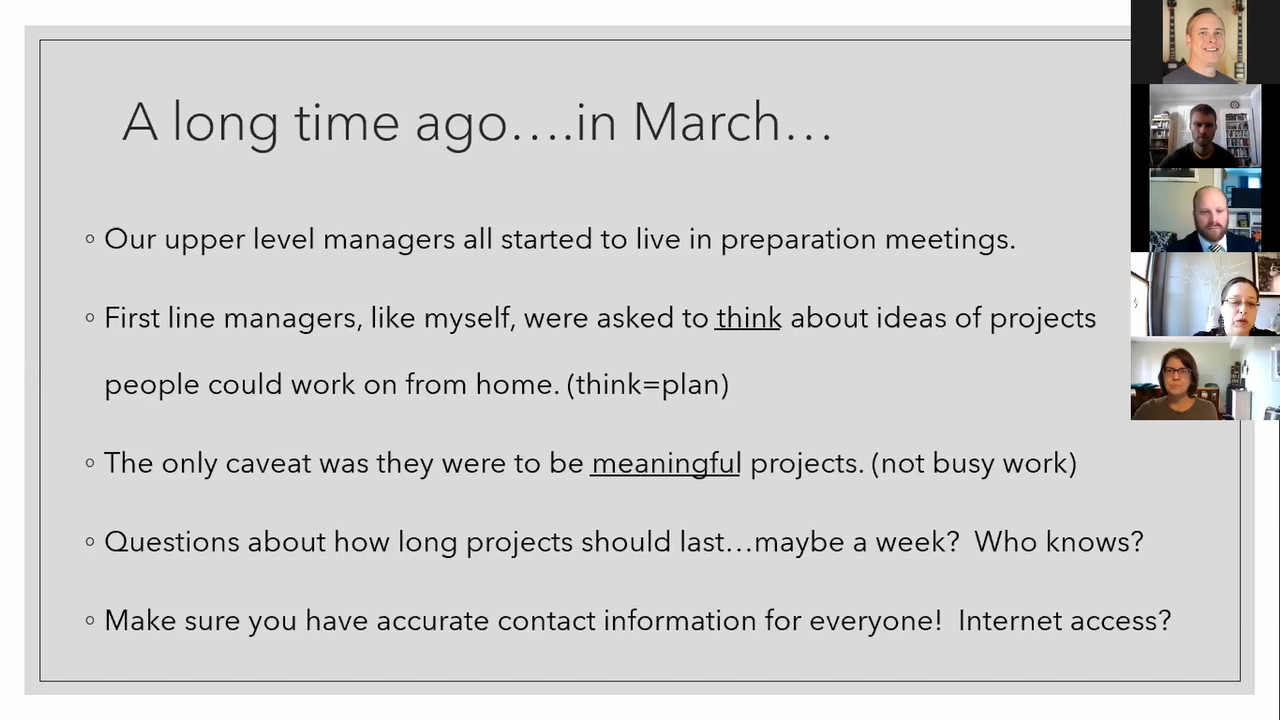 A long time ago....in March...
Our upper level managers all started to live in preparation meetings.
First line managers, like myself, were asked to think about ideas of projects
people could work on from home. (think=plan)
The only caveat was they were to be meaningful projects. (not busy work)
Questions about how long projects should last...maybe a week?  Who knows?
Make sure you have accurate contact information for everyone!  Internet access?